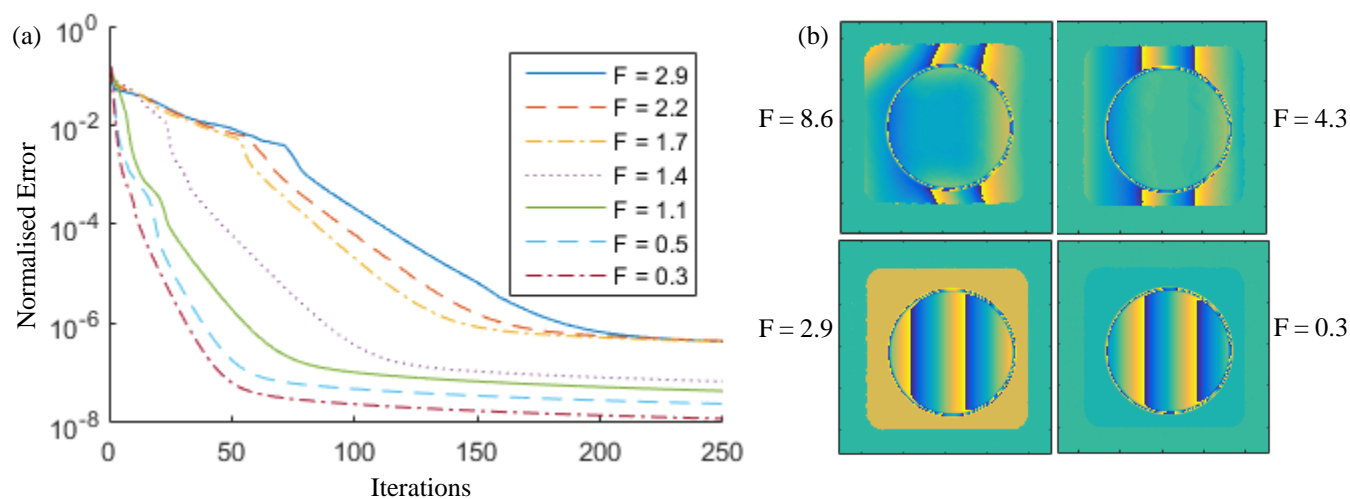 (a)
10^0
10^-2
10^-4
10^-6
10^-8
Normalised Error
0
50
100
150
200
250
Iterations
F = 2.9
F = 2.2
F = 1.7
F = 1.4
F = 1.1
F = 0.5
F = 0.3
(b)
F = 8.6
F = 4.3
F = 2.9
F = 0.3